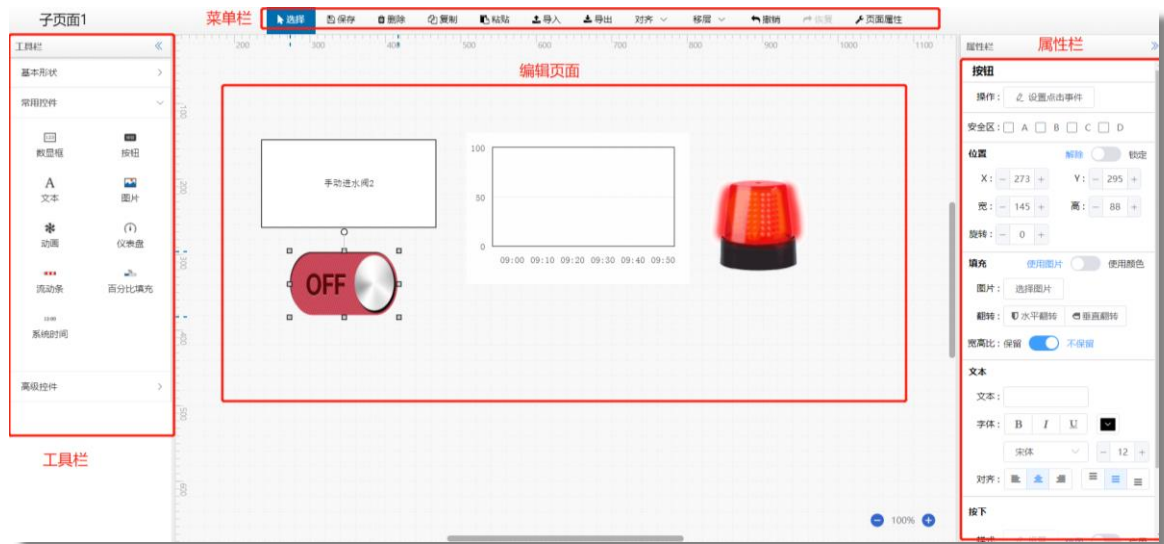 子页面1
菜单栏
选择 保存 删除 复制 粘贴 导入 导出 对齐 移层 撤销 恢复 页面属性
工具栏
基本形状
常用控件
数显框 按钮
A
文本 图片
动画 仪表盘
流动条 百分比填充
系统时间
高级控件
工具栏
200 300 400 500 600 700 800 900 1000 1100
100
200
300
400
500
600
编辑页面
手动进水阀2
OFF
100
50
0
09:00 09:10 09:20 09:30 09:40 09:50
100%
属性栏 属性栏
按钮
操作： 设置点击事件
安全区： A B C D
位置 解除 锁定
X： － 273 ＋ Y： － 295 ＋
宽： － 145 ＋ 高： － 88 ＋
旋转： － 0 ＋
填充 使用图片 使用颜色
图片： 选择图片
翻转： 水平翻转 垂直翻转
宽高比： 保留 不保留
文本
文本：
字体： B I U
宋体 － 12 ＋
对齐：
按下